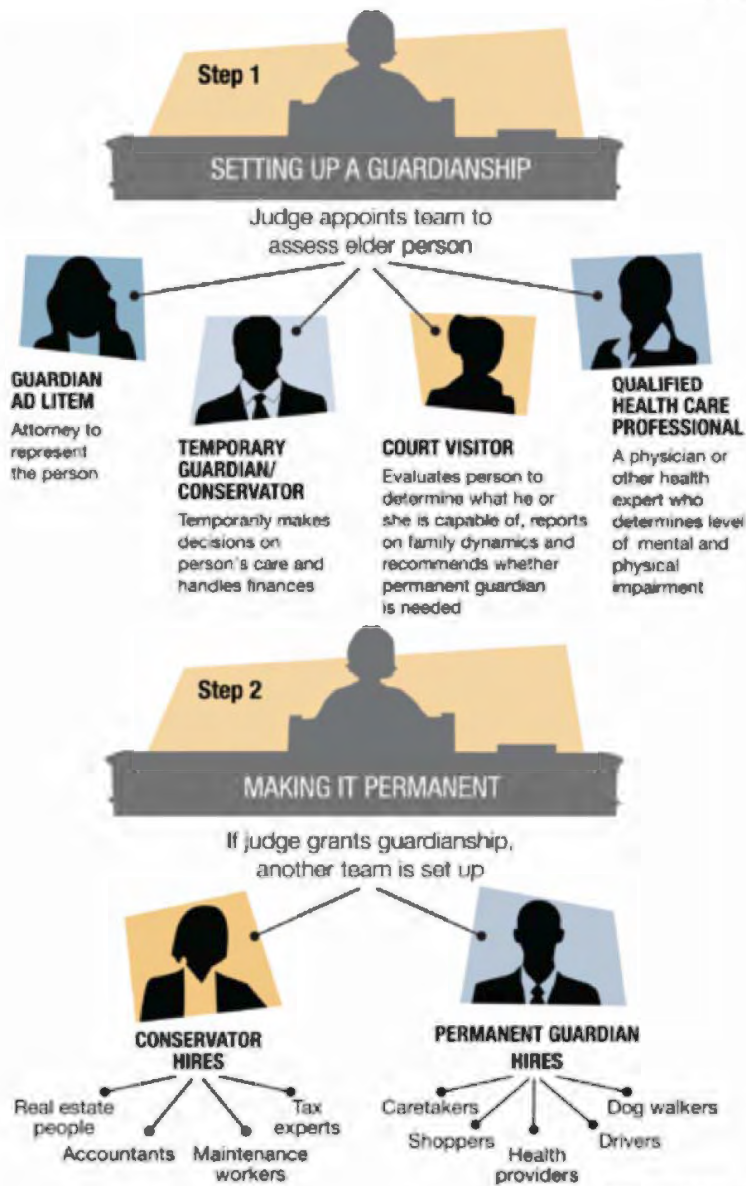 Step 1
SETTING UP A GUARDIANSHIP
Judge appoints team to
assess elder person
GUARDIAN
AD LITEM
Attorney to
represent
the person
TEMPORARY
GUARDIAN/
CONSERVATOR
Temporarily makes
decisions on
person's care and
handles finances
COURT VISITOR
Evaluates person to
determine what he or
she is capable of, reports
on family dynamics and
recommends whether
permanent guardian
is needed
QUALIFIED
HEALTH CARE
PROFESSIONAL
A physician or
other health
expert who
determines level
of mental and
physical
impairment
Step 2
MAKING IT PERMANENT
If judge grants guardianship,
another team is set up
CONSERVATOR
HIRES
Real estate
people
Accountants
Maintenance
workers
Tax
experts
PERMANENT GUARDIAN
HIRES
Caretakers
Shoppers
Health
providers
Drivers
Dog walkers